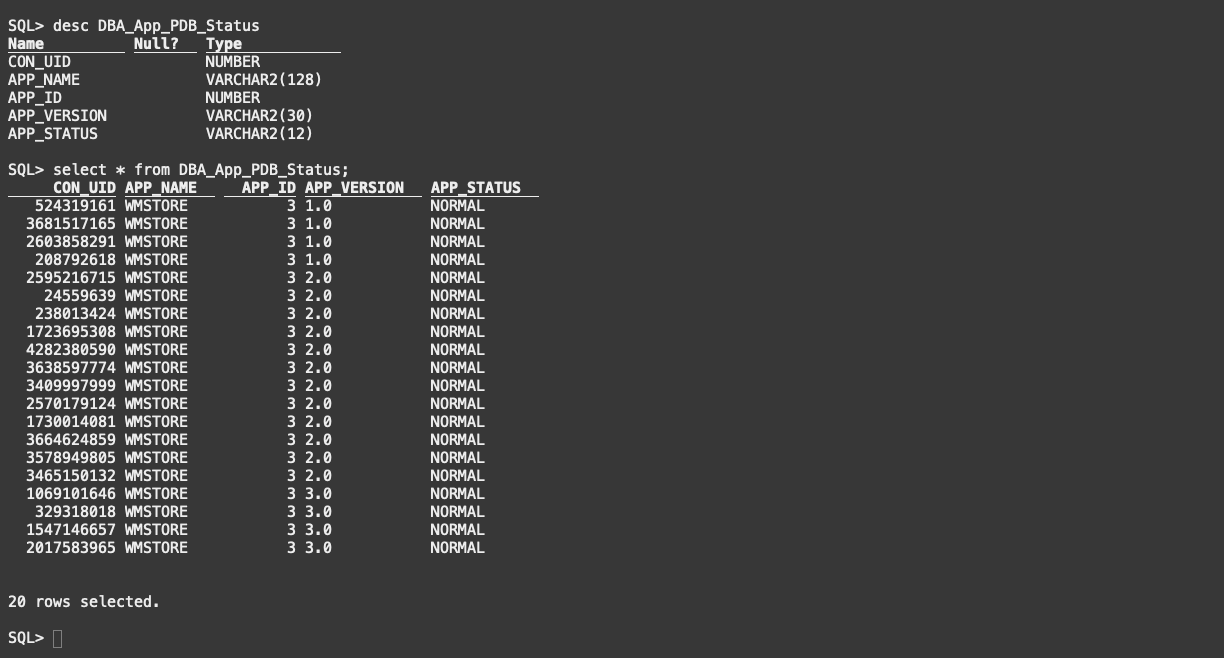 SQL> desc DBA_App_PDB_Status
Name Null? Type
CON_UID NUMBER
APP_NAME VARCHAR2(128)
APP_ID NUMBER
APP_VERSION VARCHAR2(30)
APP_STATUS VARCHAR2(12)
SQL> select * from DBA_App_PDB_Status;
CON_UID APP_NAME APP_ID APP_VERSION APP_STATUS
524319161 WMSTORE 3 1.0 NORMAL
3681517165 WMSTORE 3 1.0 NORMAL
2603858291 WMSTORE 3 1.0 NORMAL
208792618 WMSTORE 3 1.0 NORMAL
2595216715 WMSTORE 3 2.0 NORMAL
24559639 WMSTORE 3 2.0 NORMAL
238013424 WMSTORE 3 2.0 NORMAL
1723695308 WMSTORE 3 2.0 NORMAL
4282380590 WMSTORE 3 2.0 NORMAL
3638597774 WMSTORE 3 2.0 NORMAL
3409997999 WMSTORE 3 2.0 NORMAL
2570179124 WMSTORE 3 2.0 NORMAL
1730014081 WMSTORE 3 2.0 NORMAL
3664624859 WMSTORE 3 2.0 NORMAL
3578949805 WMSTORE 3 2.0 NORMAL
3465150132 WMSTORE 3 2.0 NORMAL
1069101646 WMSTORE 3 3.0 NORMAL
329318018 WMSTORE 3 3.0 NORMAL
1547146657 WMSTORE 3 3.0 NORMAL
2017583965 WMSTORE 3 3.0 NORMAL
20 rows selected.
SQL>